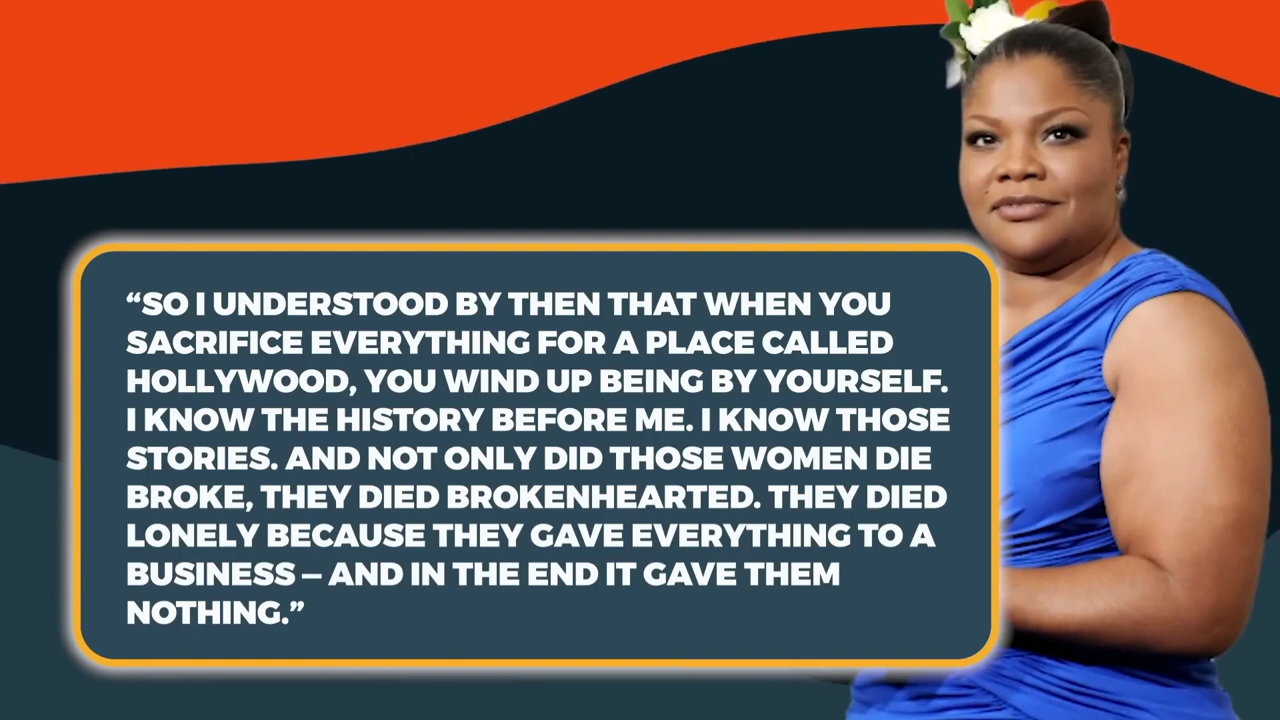 “SO I UNDERSTOOD BY THEN THAT WHEN YOU
SACRIFICE EVERYTHING FOR A PLACE CALLED
HOLLYWOOD, YOU WIND UP BEING BY YOURSELF.
I KNOW THE HISTORY BEFORE ME. I KNOW THOSE
STORIES. AND NOT ONLY DID THOSE WOMEN DIE
BROKE, THEY DIED BROKENHEARTED. THEY DIED
LONELY BECAUSE THEY GAVE EVERYTHING TO A
BUSINESS – AND IN THE END IT GAVE THEM
NOTHING.”